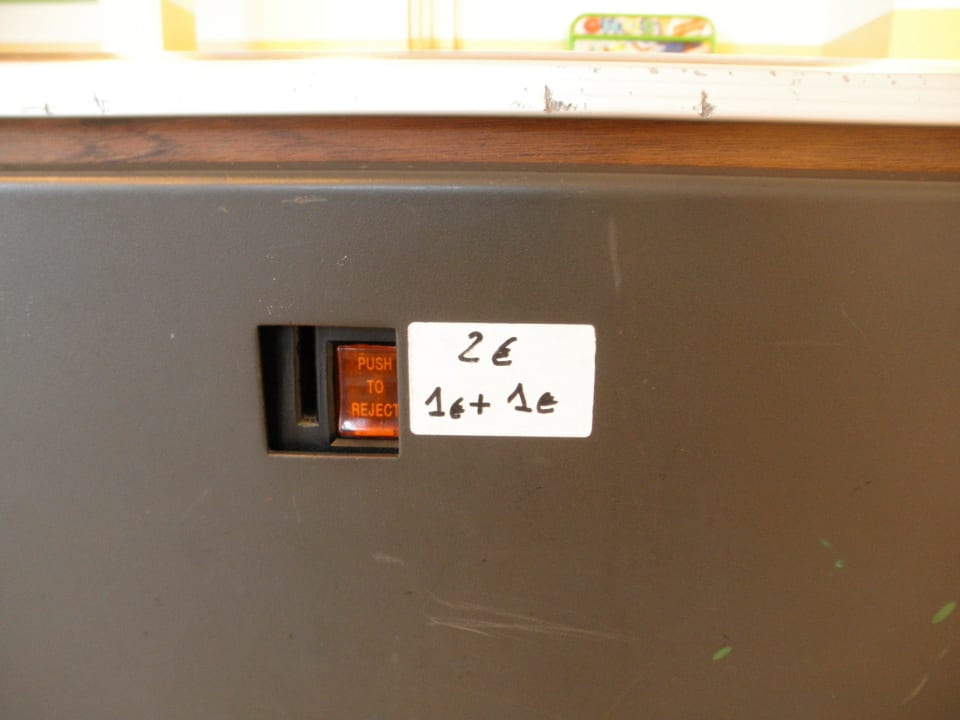 PUSH
TO
REJECT
2€
1€ + 1€